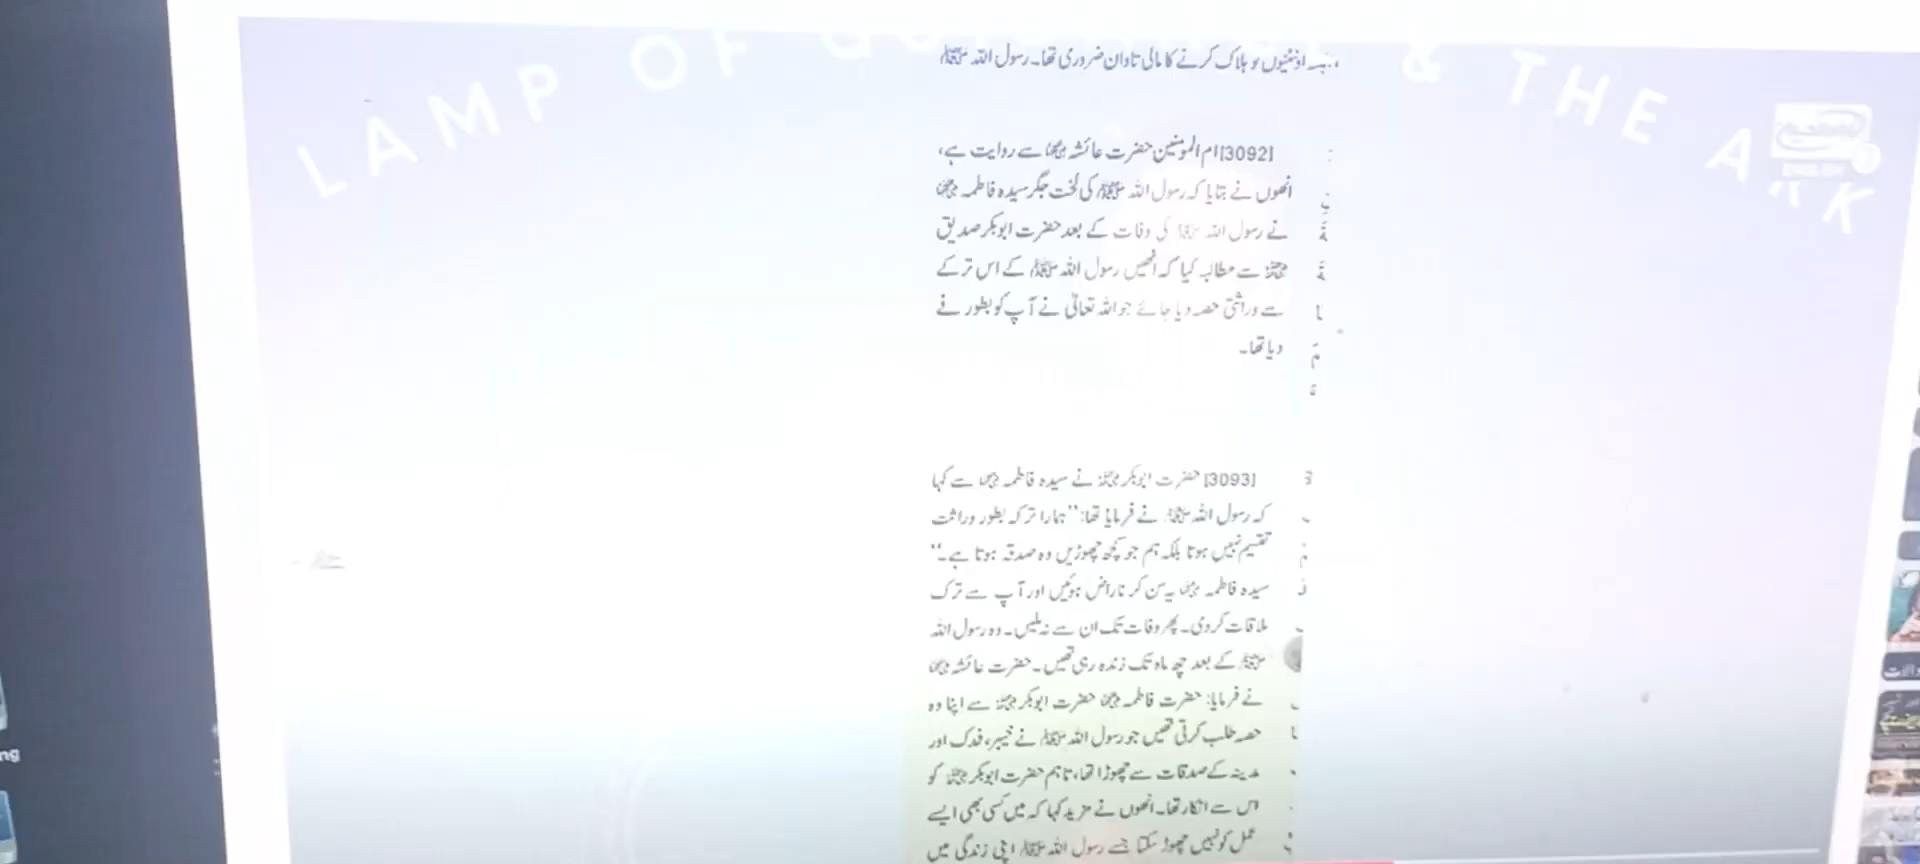 LAMP OF GUIDANCE & THE ARK
اونٹنیوں کو ہلاک کرنے کا مالی تاوان ضروری تھا۔ رسول اللہ ﷺ
[3092] ام المومنین حضرت عائشہ ؓ سے روایت ہے،
انھوں نے بتایا کہ رسول اللہ ﷺ کی لخت جگر سیدہ فاطمہ ؓ
نے رسول اللہ ﷺ کی وفات کے بعد حضرت ابوبکر صدیق
ؓ سے مطالبہ کیا کہ انھیں رسول اللہ ﷺ کے اس ترکے
سے وراثتی حصہ دیا جائے جو اللہ تعالیٰ نے آپ کو بطور فے
دیا تھا۔
[3093] حضرت ابوبکر ؓ نے سیدہ فاطمہ ؓ سے کہا
کہ رسول اللہ ﷺ نے فرمایا تھا: ''ہمارا ترکہ بطور وراثت
تقسیم نہیں ہوتا بلکہ ہم جو کچھ چھوڑیں وہ صدقہ ہوتا ہے۔''
سیدہ فاطمہ ؓ یہ سن کر ناراض ہوئیں اور آپ سے ترک
ملاقات کر دی۔ پھر وفات تک ان سے نہ ملیں۔ وہ رسول اللہ
ﷺ کے بعد چھ ماہ تک زندہ رہی تھیں۔ حضرت عائشہ ؓ
نے فرمایا: حضرت فاطمہ ؓ حضرت ابوبکر ؓ سے اپنا وہ
حصہ طلب کرتی تھیں جو رسول اللہ ﷺ نے خیبر، فدک اور
مدینہ کے صدقات سے چھوڑا تھا، تاہم حضرت ابوبکر ؓ کو
اس سے انکار تھا۔ انھوں نے مزید کہا کہ میں کسی بھی ایسے
عمل کو نہیں چھوڑ سکتا جسے رسول اللہ ﷺ اپنی زندگی میں
ng